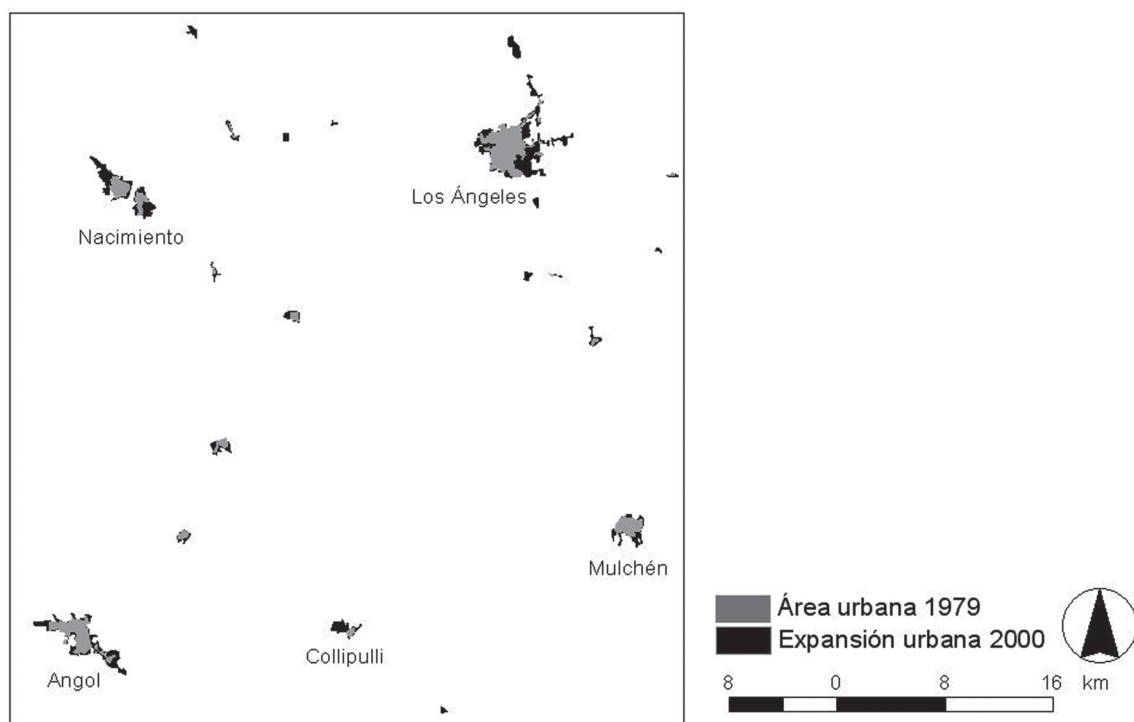 Los Ángeles
Nacimiento
Mulchén
Collipulli
Angol
Área urbana 1979
Expansión urbana 2000
8 0 8 16 km